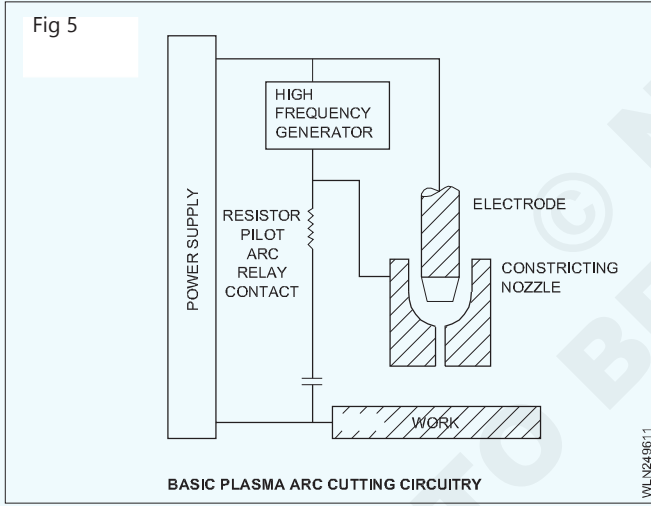 Fig 5
HIGH
FREQUENCY
GENERATOR
POWER SUPPLY
RESISTOR
PILOT
ARC
RELAY
CONTACT
ELECTRODE
CONSTRICTING
NOZZLE
WORK
BASIC PLASMA ARC CUTTING CIRCUITRY
WLN249611